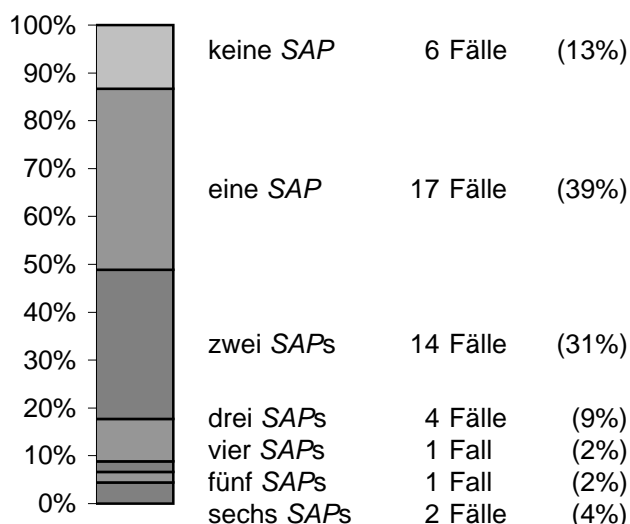 100%
keine SAP 6 Fälle (13%)
90%
80%
70%
eine SAP 17 Fälle (39%)
60%
50%
40%
zwei SAPs 14 Fälle (31%)
30%
20%
drei SAPs 4 Fälle (9%)
10%
vier SAPs 1 Fall (2%)
fünf SAPs 1 Fall (2%)
0%
sechs SAPs 2 Fälle (4%)